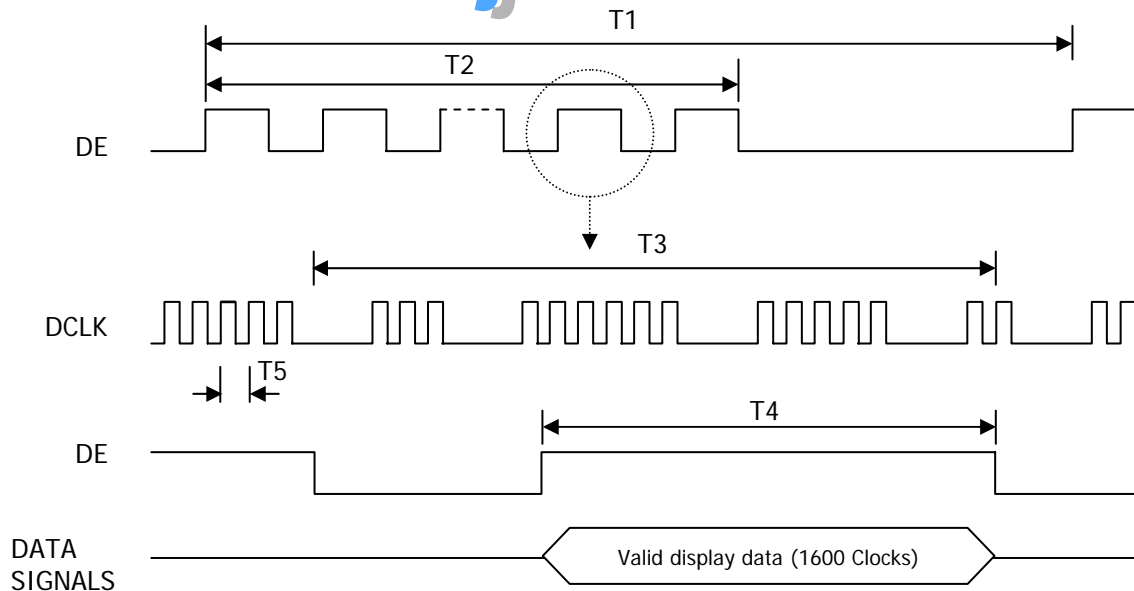 T1
T2
DE
T3
DCLK
T5
T4
DE
Valid display data (1600 Clocks)
DATA
SIGNALS